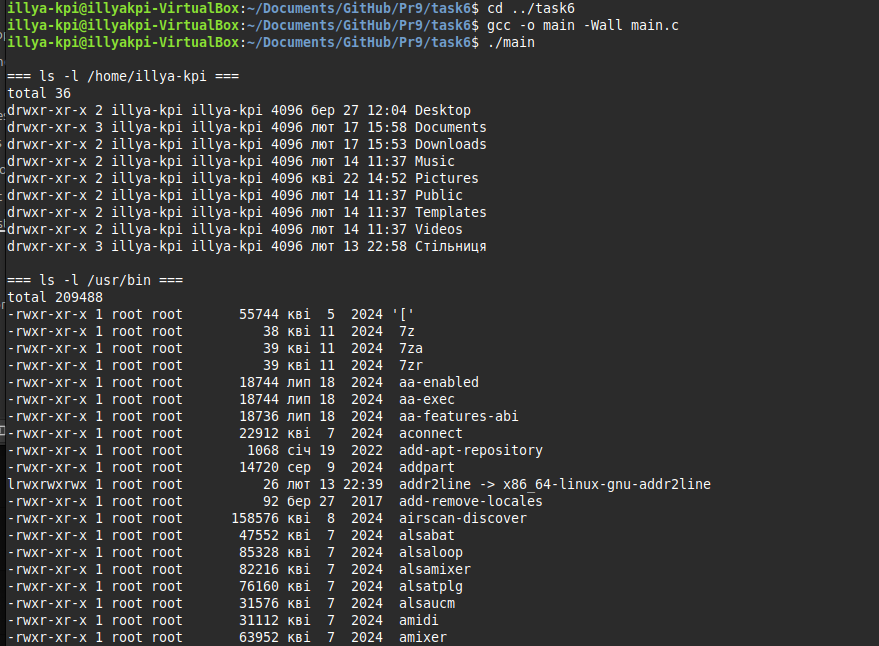 illya-kpi@illyakpi-VirtualBox:~/Documents/GitHub/Pr9/task6$ cd ../task6
illya-kpi@illyakpi-VirtualBox:~/Documents/GitHub/Pr9/task6$ gcc -o main -Wall main.c
illya-kpi@illyakpi-VirtualBox:~/Documents/GitHub/Pr9/task6$ ./main

=== ls -l /home/illya-kpi ===
total 36
drwxr-xr-x 2 illya-kpi illya-kpi 4096 бер 27 12:04 Desktop
drwxr-xr-x 3 illya-kpi illya-kpi 4096 лют 17 15:58 Documents
drwxr-xr-x 2 illya-kpi illya-kpi 4096 лют 17 15:53 Downloads
drwxr-xr-x 2 illya-kpi illya-kpi 4096 лют 14 11:37 Music
drwxr-xr-x 2 illya-kpi illya-kpi 4096 кві 22 14:52 Pictures
drwxr-xr-x 2 illya-kpi illya-kpi 4096 лют 14 11:37 Public
drwxr-xr-x 2 illya-kpi illya-kpi 4096 лют 14 11:37 Templates
drwxr-xr-x 2 illya-kpi illya-kpi 4096 лют 14 11:37 Videos
drwxr-xr-x 3 illya-kpi illya-kpi 4096 лют 13 22:58 Стільниця

=== ls -l /usr/bin ===
total 209488
-rwxr-xr-x 1 root root       55744 кві  5  2024 '['
-rwxr-xr-x 1 root root          38 кві 11  2024  7z
-rwxr-xr-x 1 root root          39 кві 11  2024  7za
-rwxr-xr-x 1 root root          39 кві 11  2024  7zr
-rwxr-xr-x 1 root root       18744 лип 18  2024  aa-enabled
-rwxr-xr-x 1 root root       18744 лип 18  2024  aa-exec
-rwxr-xr-x 1 root root       18736 лип 18  2024  aa-features-abi
-rwxr-xr-x 1 root root       22912 кві  7  2024  aconnect
-rwxr-xr-x 1 root root        1068 січ 19  2022  add-apt-repository
-rwxr-xr-x 1 root root       14720 сер  9  2024  addpart
lrwxrwxrwx 1 root root          26 лют 13 22:39  addr2line -> x86_64-linux-gnu-addr2line
-rwxr-xr-x 1 root root          92 бер 27  2017  add-remove-locales
-rwxr-xr-x 1 root root      158576 кві  8  2024  airscan-discover
-rwxr-xr-x 1 root root       47552 кві  7  2024  alsabat
-rwxr-xr-x 1 root root       85328 кві  7  2024  alsaloop
-rwxr-xr-x 1 root root       82216 кві  7  2024  alsamixer
-rwxr-xr-x 1 root root       76160 кві  7  2024  alsatplg
-rwxr-xr-x 1 root root       31576 кві  7  2024  alsaucm
-rwxr-xr-x 1 root root       31112 кві  7  2024  amidi
-rwxr-xr-x 1 root root       63952 кві  7  2024  amixer